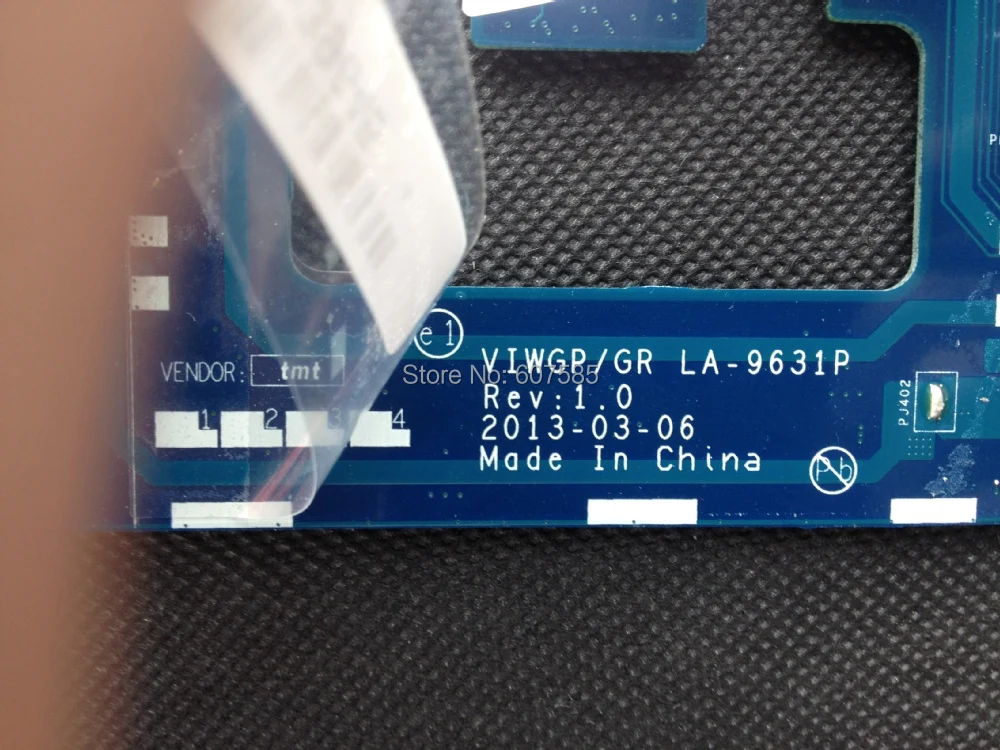 e1
VIWGP/GR LA-9631P
Store No: 607585
VENDOR: tmt
Rev:1.0
PJ402
1 2 3 4
2013-03-06
Made In China
Pb